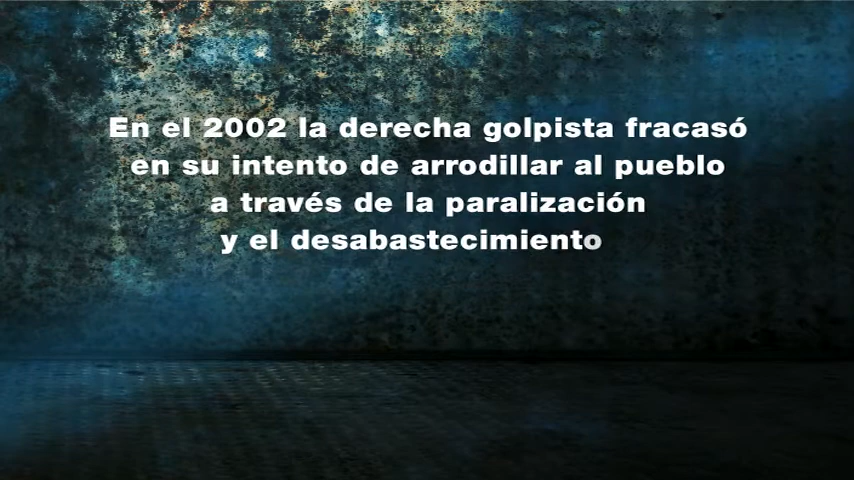 En el 2002 la derecha golpista fracasó
en su intento de arrodillar al pueblo
a través de la paralización
y el desabastecimiento